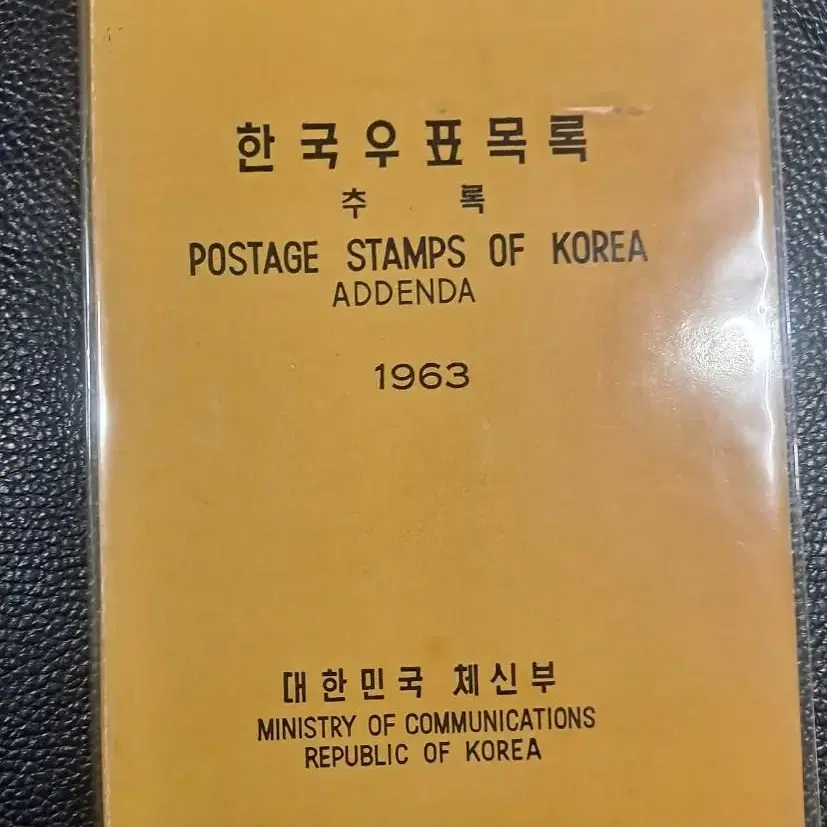 한국우표목록
추 록
POSTAGE STAMPS OF KOREA
ADDENDA
1963
대한민국 체신부
MINISTRY OF COMMUNICATIONS
REPUBLIC OF KOREA